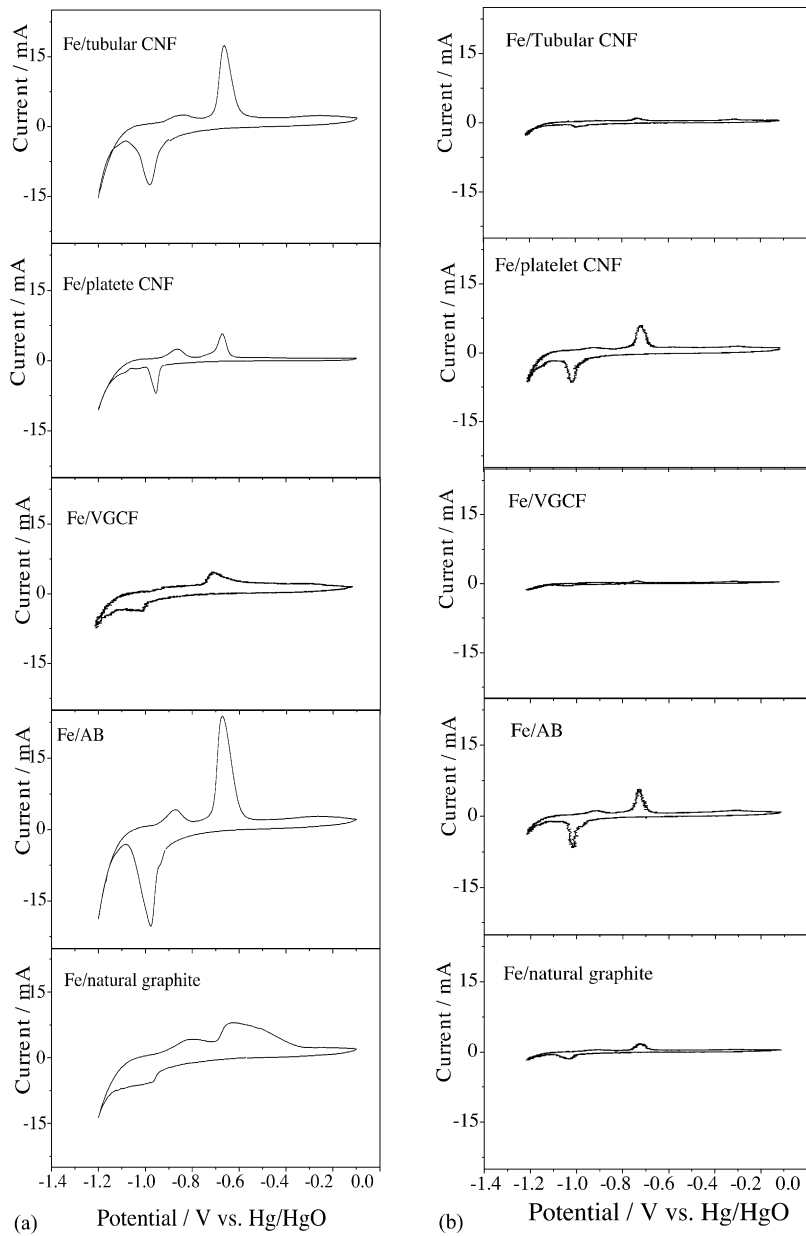 Fe/tubular CNF
15
0
-15
Current / mA
Fe/platete CNF
15
0
-15
Current / mA
Fe/VGCF
15
0
-15
Current / mA
Fe/AB
15
0
-15
Current / mA
Fe/natural graphite
15
0
-15
Current / mA
-1.4 -1.2 -1.0 -0.8 -0.6 -0.4 -0.2 0.0
(a) Potential / V vs. Hg/HgO
Fe/Tubular CNF
15
0
-15
Current / mA
Fe/platelet CNF
15
0
-15
Current / mA
Fe/VGCF
15
0
-15
Current / mA
Fe/AB
15
0
-15
Current / mA
Fe/natural graphite
15
0
-15
Current / mA
-1.4 -1.2 -1.0 -0.8 -0.6 -0.4 -0.2 0.0
(b) Potential / V vs. Hg/HgO